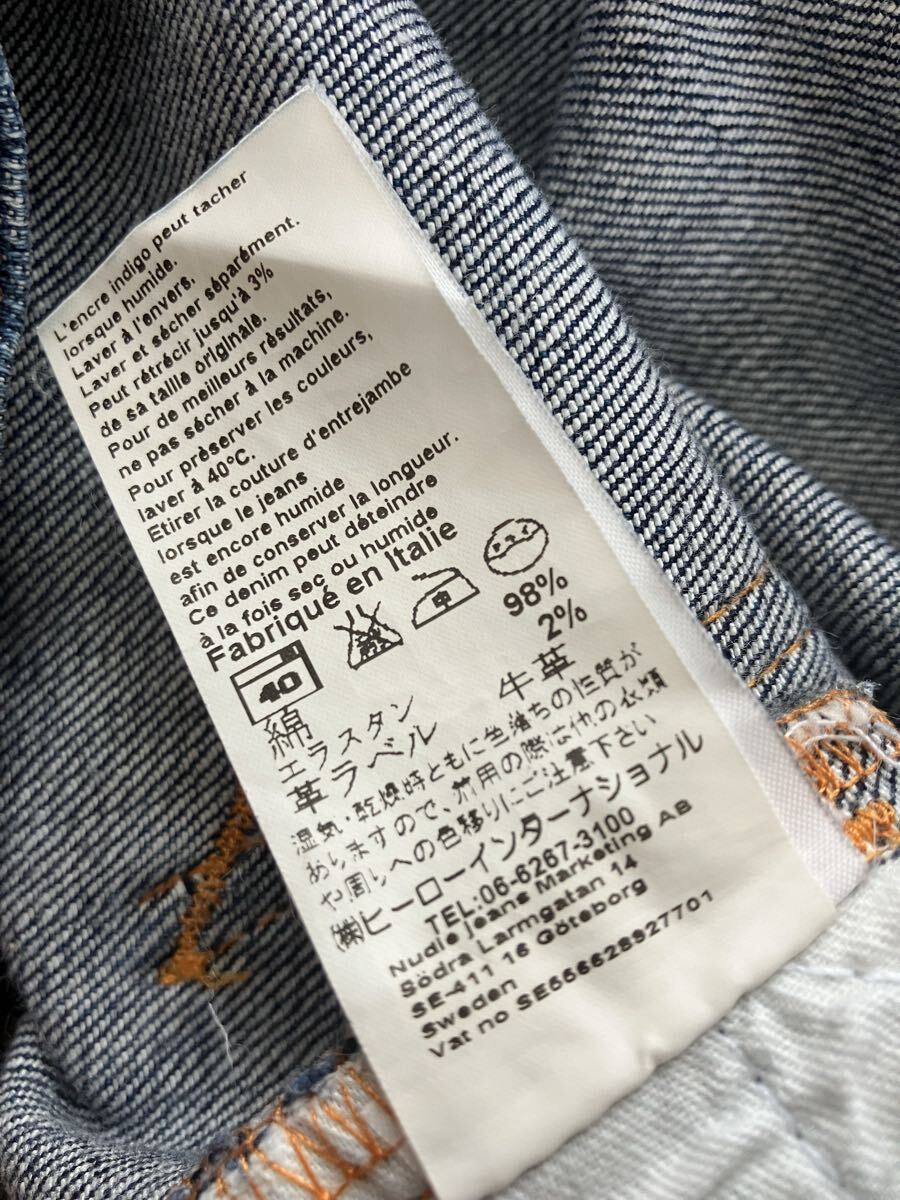 L'encre indigo peut tacher
lorsque humide.
Laver à l'envers.
Laver et sécher séparément.
Peut rétrécir jusqu'à 3%
de sa taille originale.
Pour de meilleurs résultats,
ne pas sécher à la machine.
Pour préserver les couleurs,
laver à 40°C.
Etirer la couture d'entrejambe
lorsque le jeans
est encore humide
afin de conserver la longueur.
Ce denim peut déteindre
à la fois sec ou humide
Fabriqué en Italie
40 ドライ
綿 98%
エラスタン 2%
革ラベル 牛革
湿気・乾燥時ともに色落ちの性質が
ありますので、着用の際は他の衣類
や周りへの色移りにご注意下さい
㈱ヒーローインターナショナル
TEL:06-6267-3100
Nudie jeans Marketing AB
Södra Larmgatan 14
SE-411 16 Göteborg
Sweden
Vat no SE556628927701